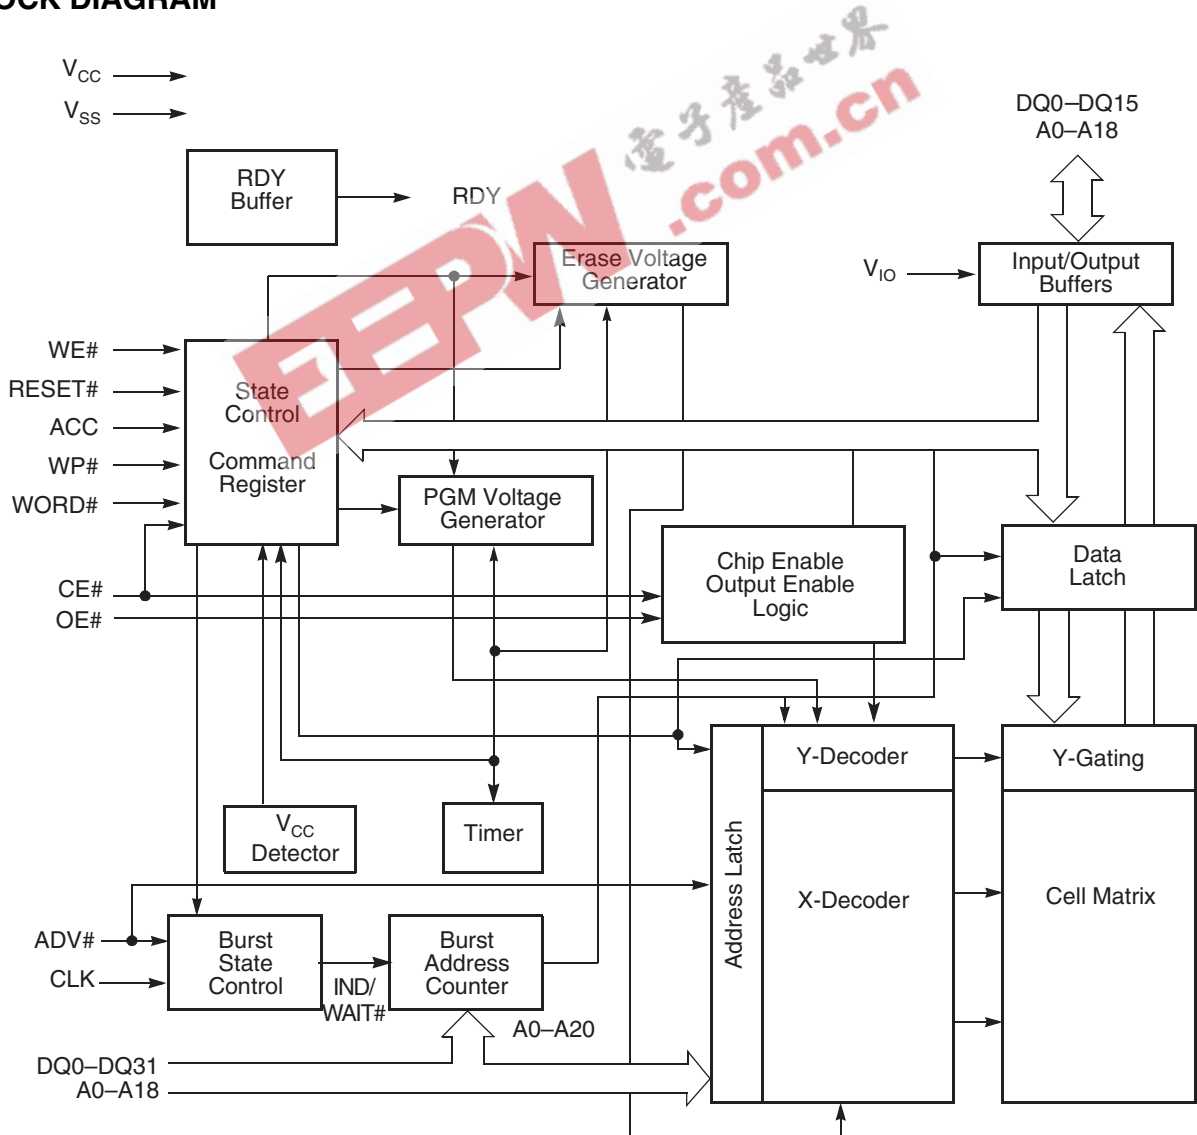 OCK DIAGRAM
電子產品世界
.com.cn
EEPW
VCC
VSS
DQ0–DQ15
A0–A18
RDY
Buffer
RDY
Erase Voltage
Generator
VIO
Input/Output
Buffers
WE#
RESET#
ACC
WP#
WORD#
State
Control
Command
Register
PGM Voltage
Generator
CE#
OE#
Chip Enable
Output Enable
Logic
Data
Latch
Y-Decoder
Y-Gating
VCC
Detector
Timer
Address Latch
X-Decoder
Cell Matrix
ADV#
CLK
Burst
State
Control
IND/
WAIT#
Burst
Address
Counter
A0–A20
DQ0–DQ31
A0–A18